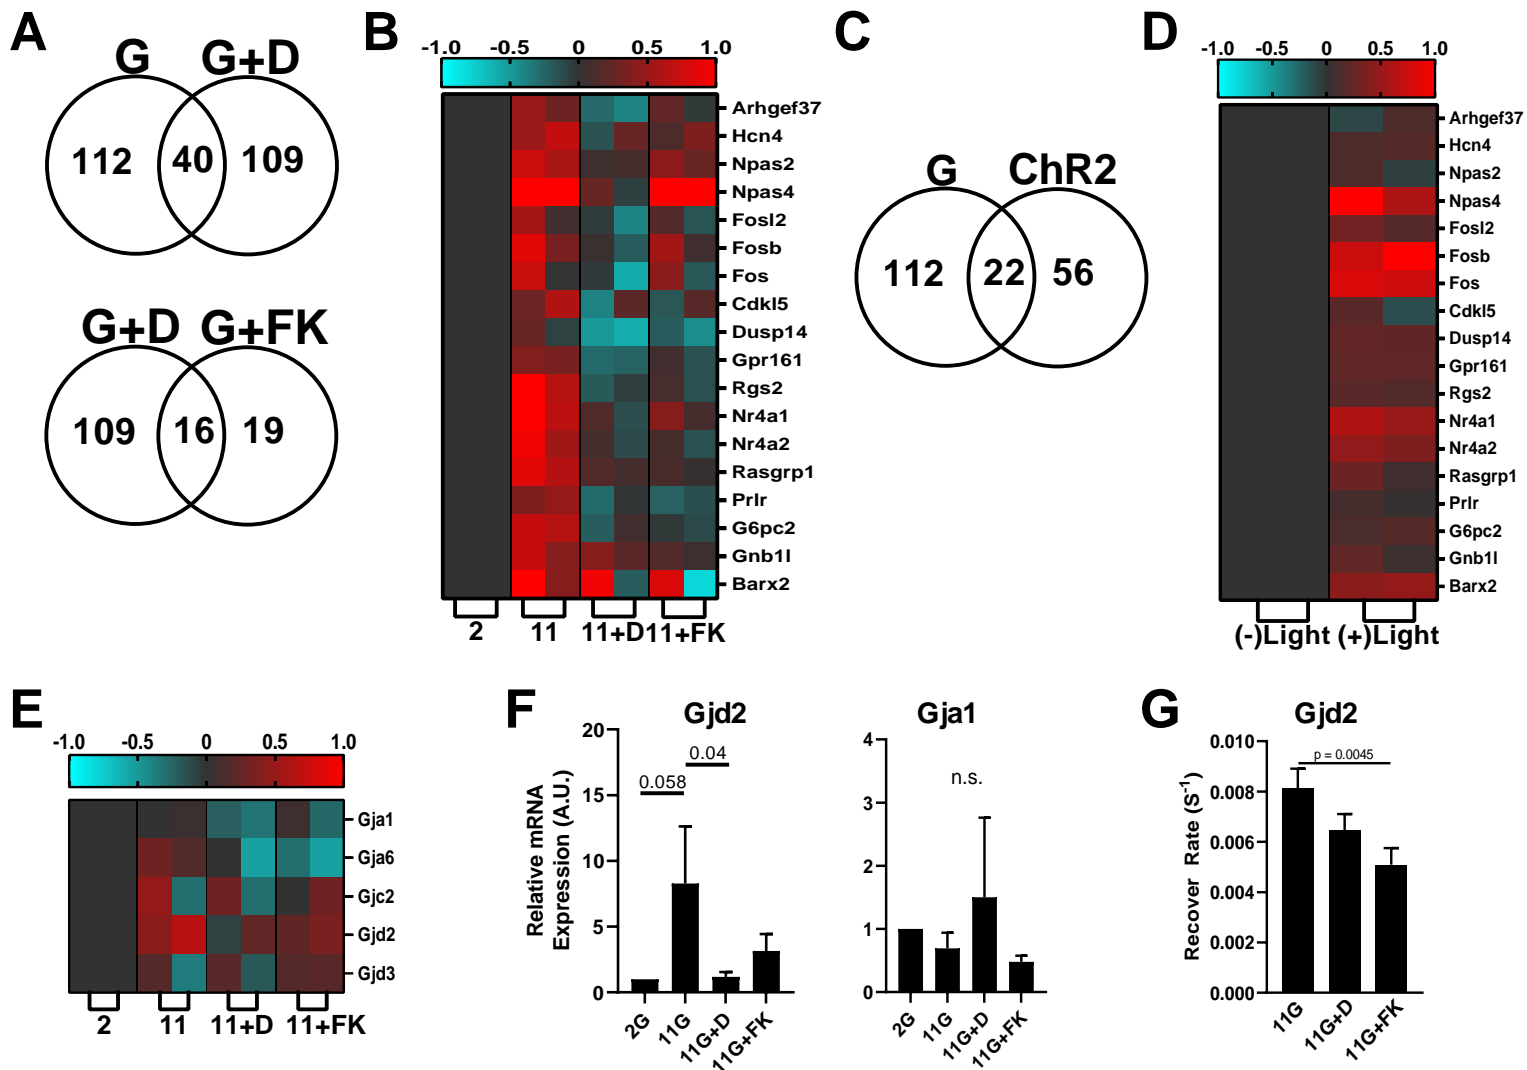 A
G G+D
112 40 109
G+D G+FK
109 16 19
B
-1.0 -0.5 0 0.5 1.0
Arhgef37
Hcn4
Npas2
Npas4
Fosl2
Fosb
Fos
Cdkl5
Dusp14
Gpr161
Rgs2
Nr4a1
Nr4a2
Rasgrp1
Prlr
G6pc2
Gnb1l
Barx2
2 11 11+D 11+FK
C
G ChR2
112 22 56
D
-1.0 -0.5 0 0.5 1.0
Arhgef37
Hcn4
Npas2
Npas4
Fosl2
Fosb
Fos
Cdkl5
Dusp14
Gpr161
Rgs2
Nr4a1
Nr4a2
Rasgrp1
Prlr
G6pc2
Gnb1l
Barx2
(-)Light (+)Light
E
-1.0 -0.5 0 0.5 1.0
Gja1
Gja6
Gjc2
Gjd2
Gjd3
2 11 11+D 11+FK
F
Gjd2
Relative mRNA
Expression (A.U.)
20
15
10
5
0
0.058
0.04
2G 11G 11G+D 11G+FK
Gja1
4
3
2
1
0
n.s.
2G 11G 11G+D 11G+FK
G
Gjd2
Recover Rate (S-1)
0.010
0.008
0.006
0.004
0.002
0.000
p = 0.0045
11G 11G+D 11G+FK